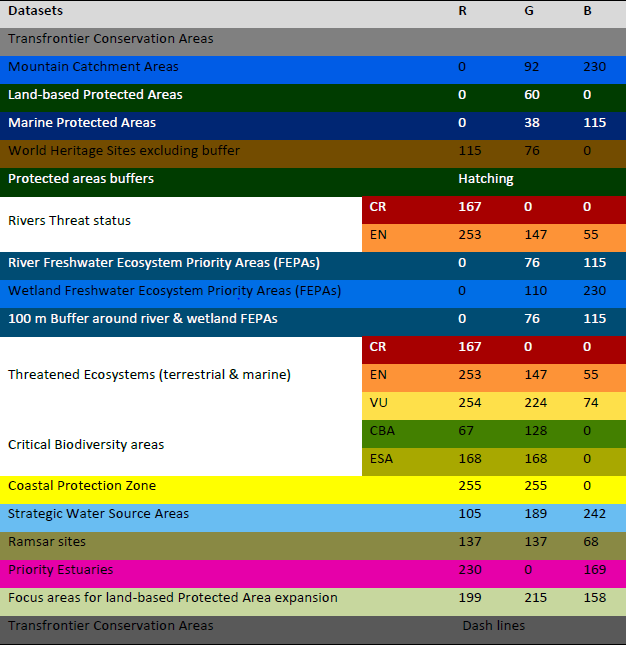 Datasets R G B
Transfrontier Conservation Areas
Mountain Catchment Areas 0 92 230
Land-based Protected Areas 0 60 0
Marine Protected Areas 0 38 115
World Heritage Sites excluding buffer 115 76 0
Protected areas buffers Hatching
Rivers Threat status
CR 167 0 0
EN 253 147 55
River Freshwater Ecosystem Priority Areas (FEPAs) 0 76 115
Wetland Freshwater Ecosystem Priority Areas (FEPAs) 0 110 230
100 m Buffer around river & wetland FEPAs 0 76 115
Threatened Ecosystems (terrestrial & marine)
CR 167 0 0
EN 253 147 55
VU 254 224 74
Critical Biodiversity areas
CBA 67 128 0
ESA 168 168 0
Coastal Protection Zone 255 255 0
Strategic Water Source Areas 105 189 242
Ramsar sites 137 137 68
Priority Estuaries 230 0 169
Focus areas for land-based Protected Area expansion 199 215 158
Transfrontier Conservation Areas Dash lines